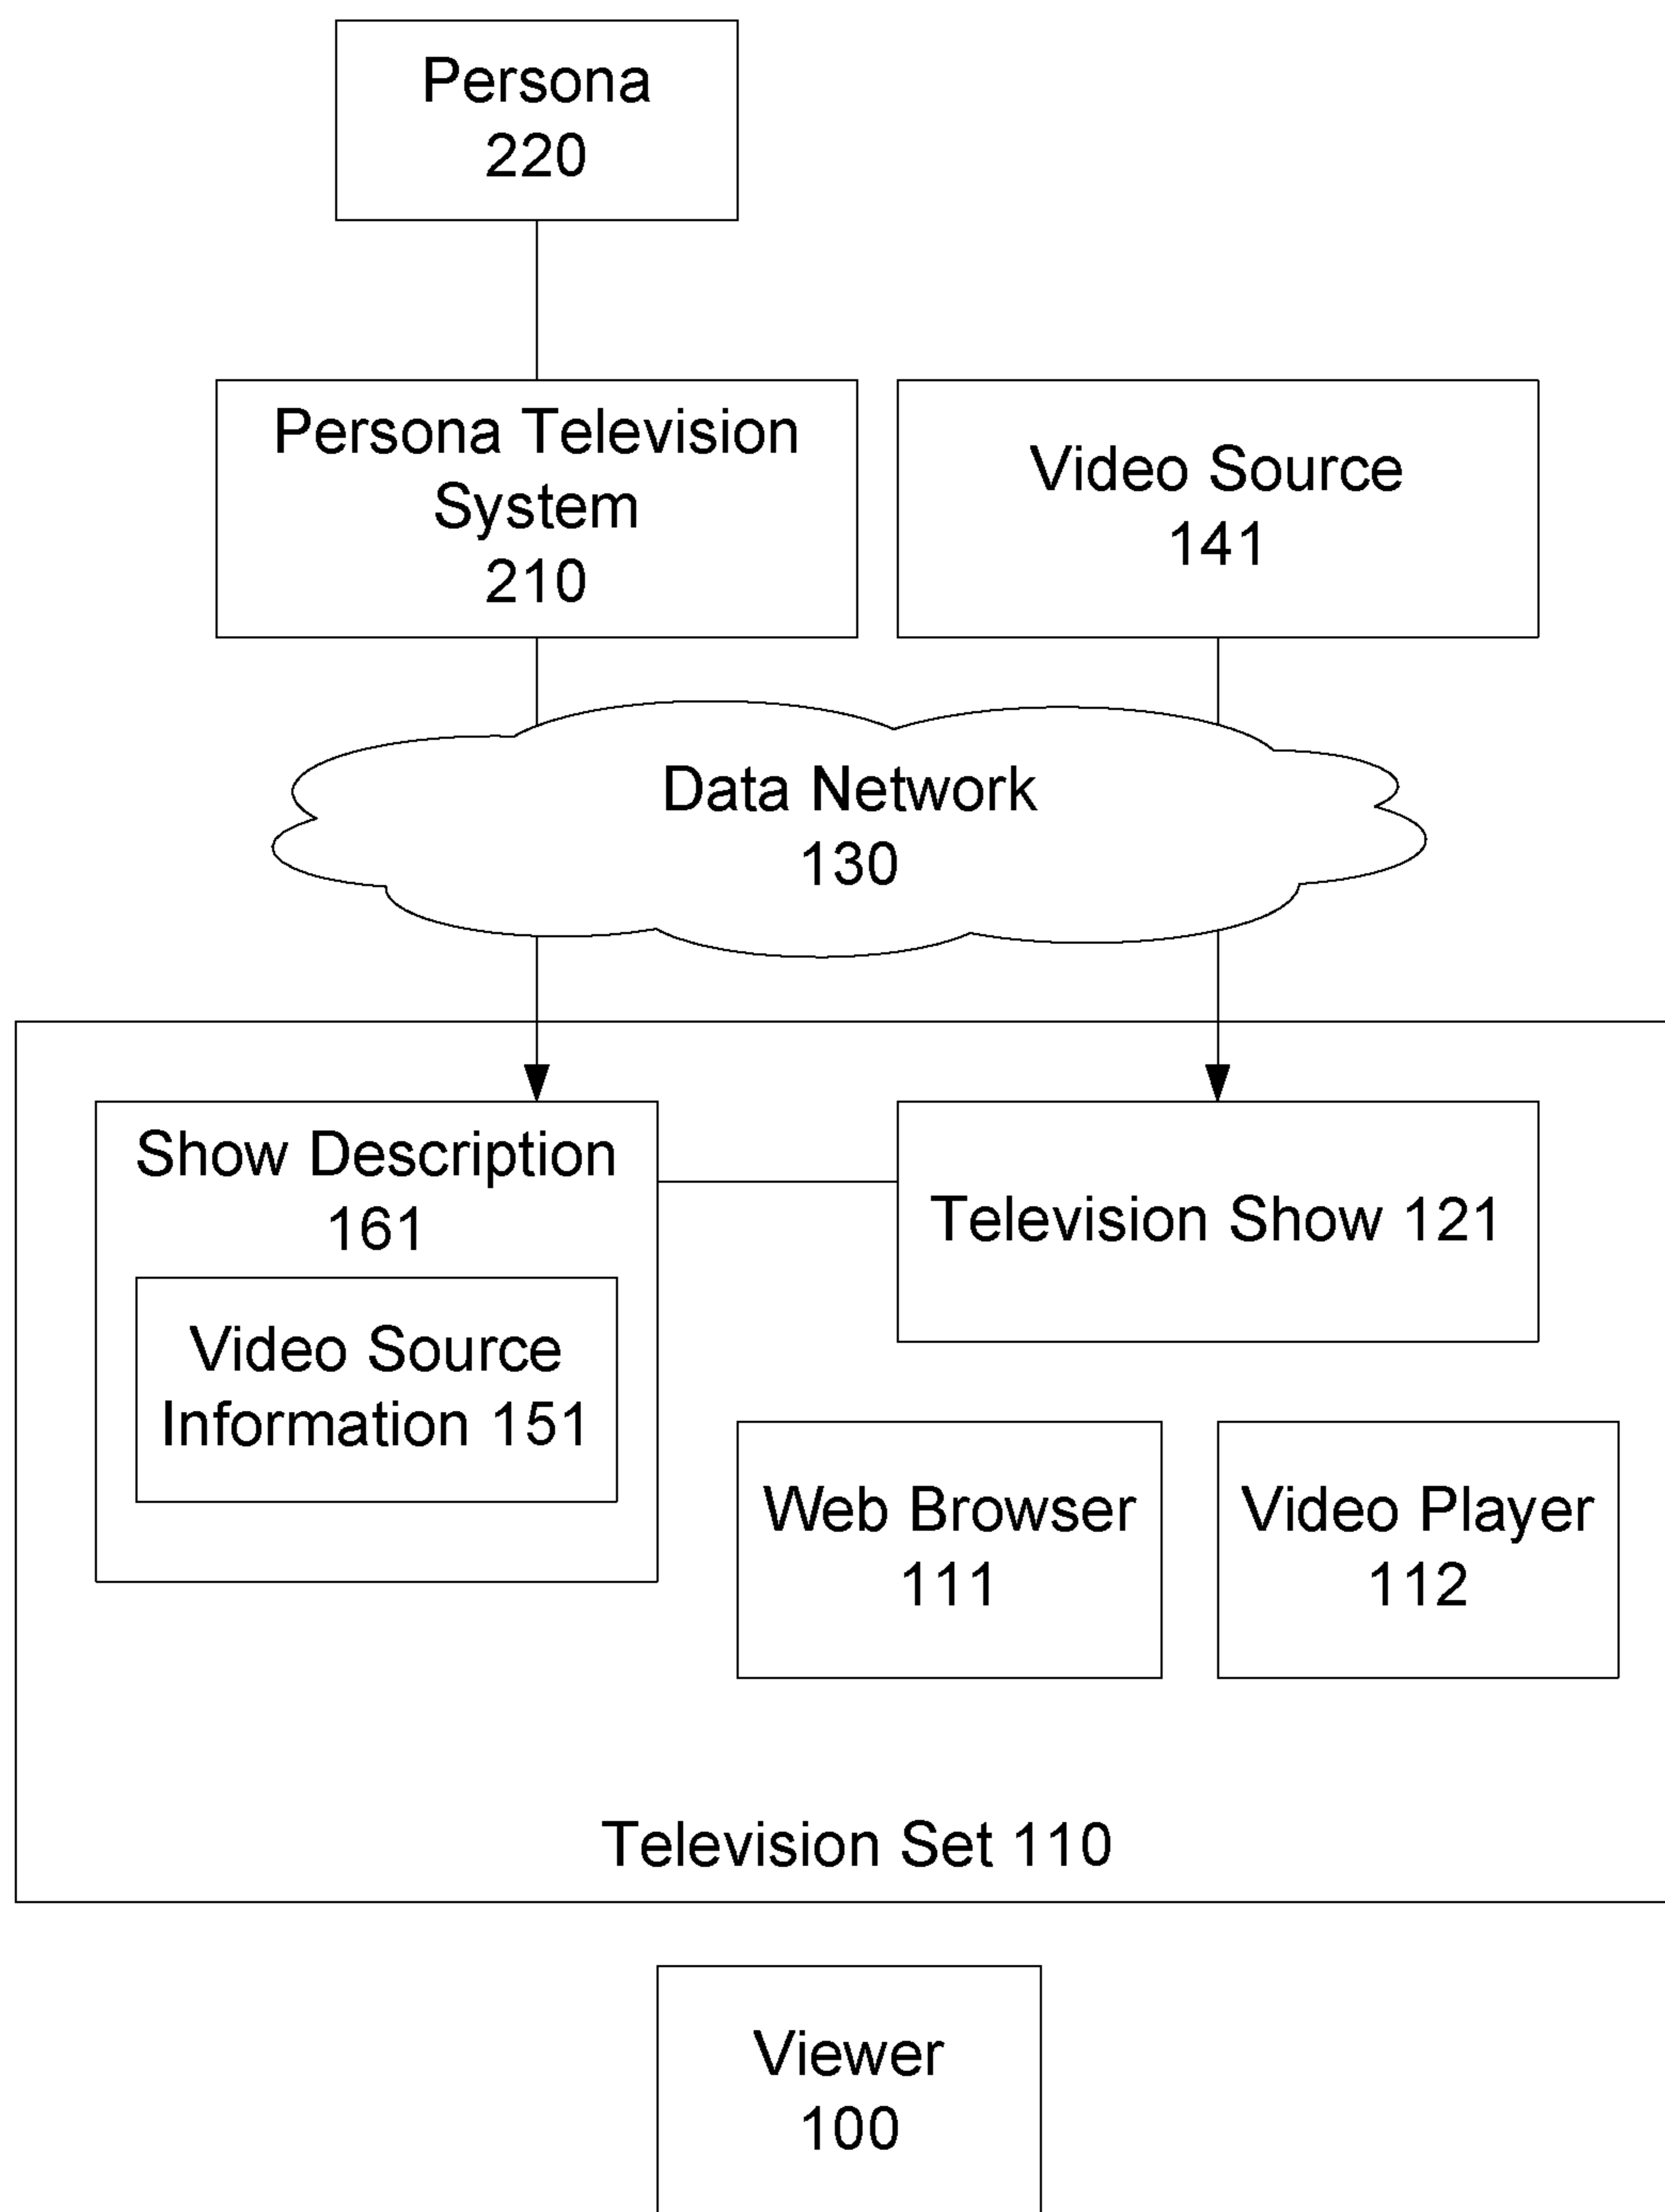 Persona
220
Persona Television
System
210
Video Source
141
Data Network
130
Show Description
161
Video Source
Information 151
Television Show 121
Web Browser
111
Video Player
112
Television Set 110
Viewer
100